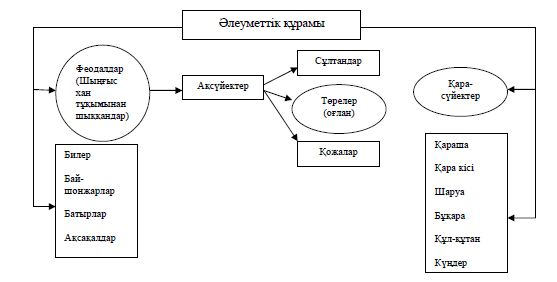 Әлеуметтік құрамы
Феодалдар
(Шыңғыс
хан
тұқымынан
шыққандар)
Ақсүйектер
Сұлтандар
Төрелер
(оғлан)
Қожалар
Қара-
сүйектер
Билер
Бай-
шонжарлар
Батырлар
Ақсақалдар
Қараша
Қара кісі
Шаруа
Бұқара
Құл-құтан
Күңдер